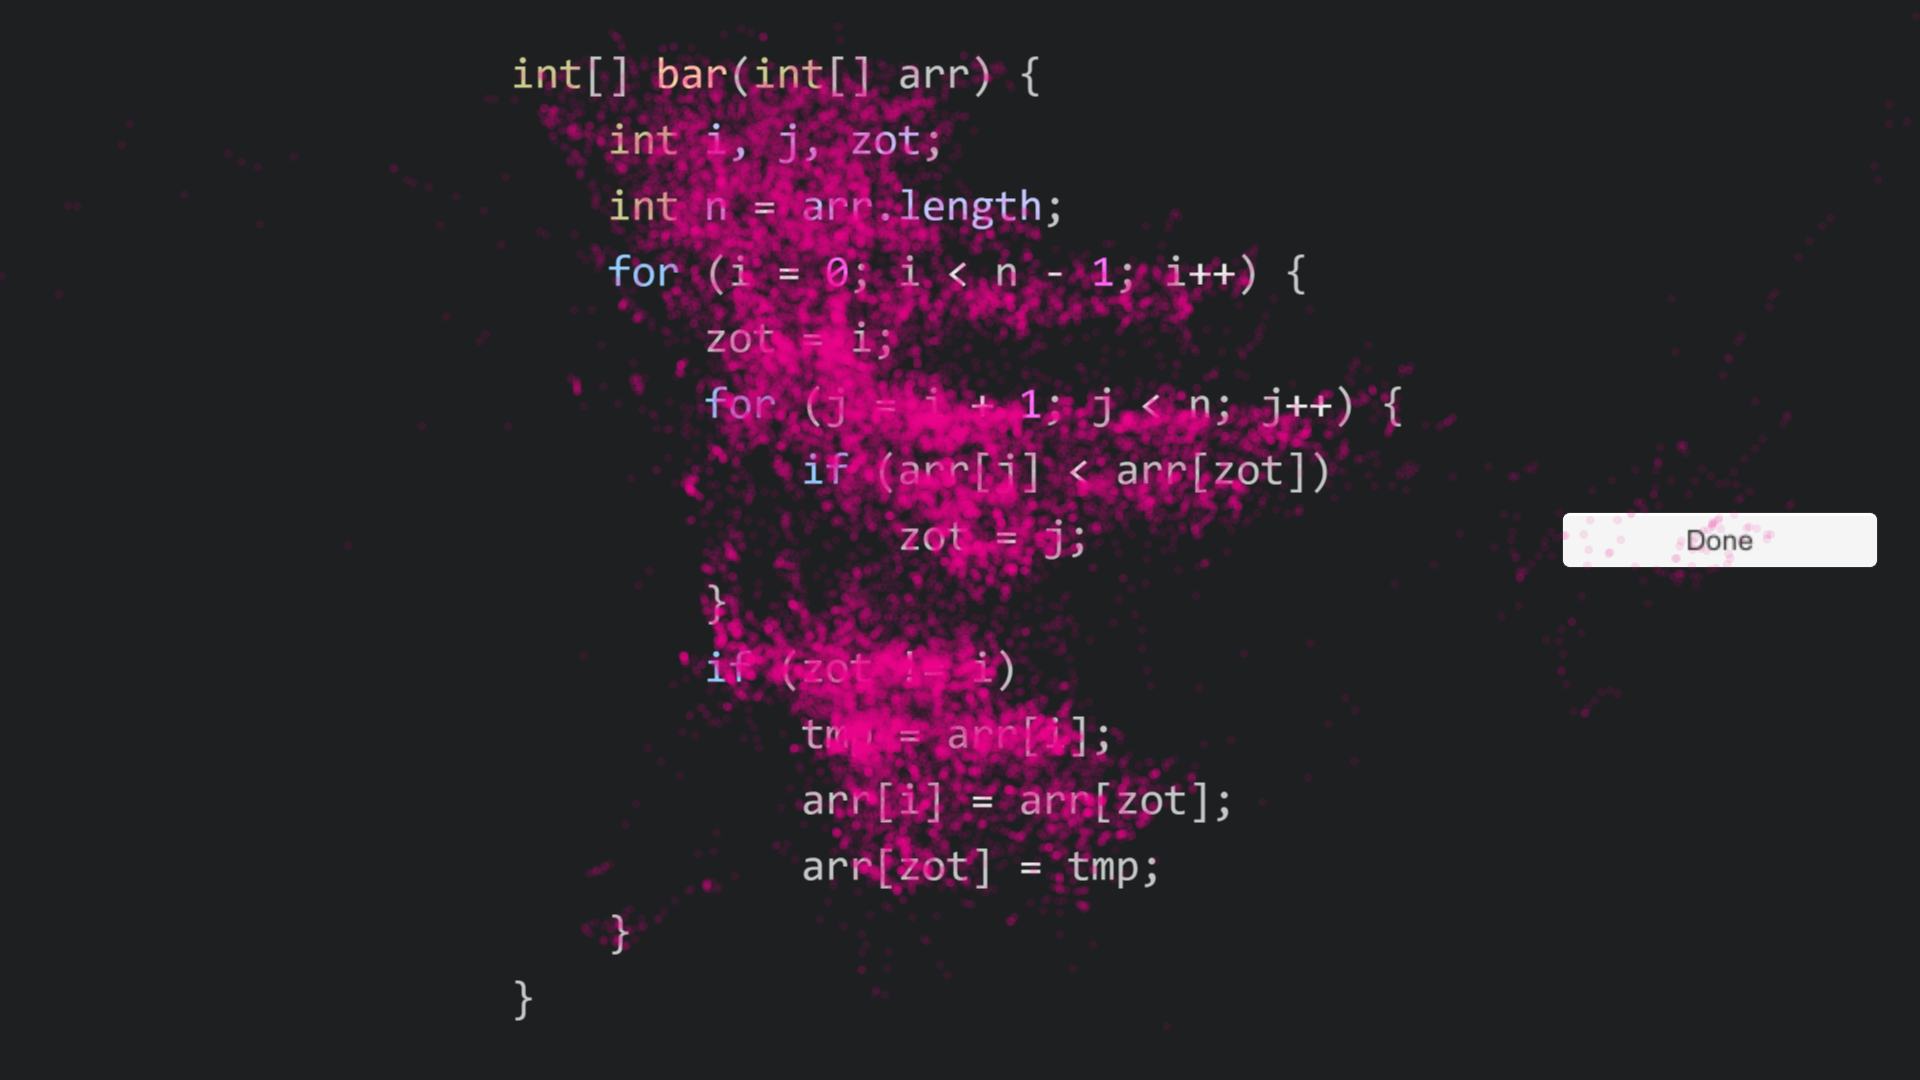 int[] bar(int[] arr) {
    int i, j, zot;
    int n = arr.length;
    for (i = 0; i < n - 1; i++) {
        zot = i;
        for (j = i + 1; j < n; j++) {
            if (arr[j] < arr[zot])
                zot = j;
        }
        if (zot != i)
            tmp = arr[i];
            arr[i] = arr[zot];
            arr[zot] = tmp;
    }
}
Done